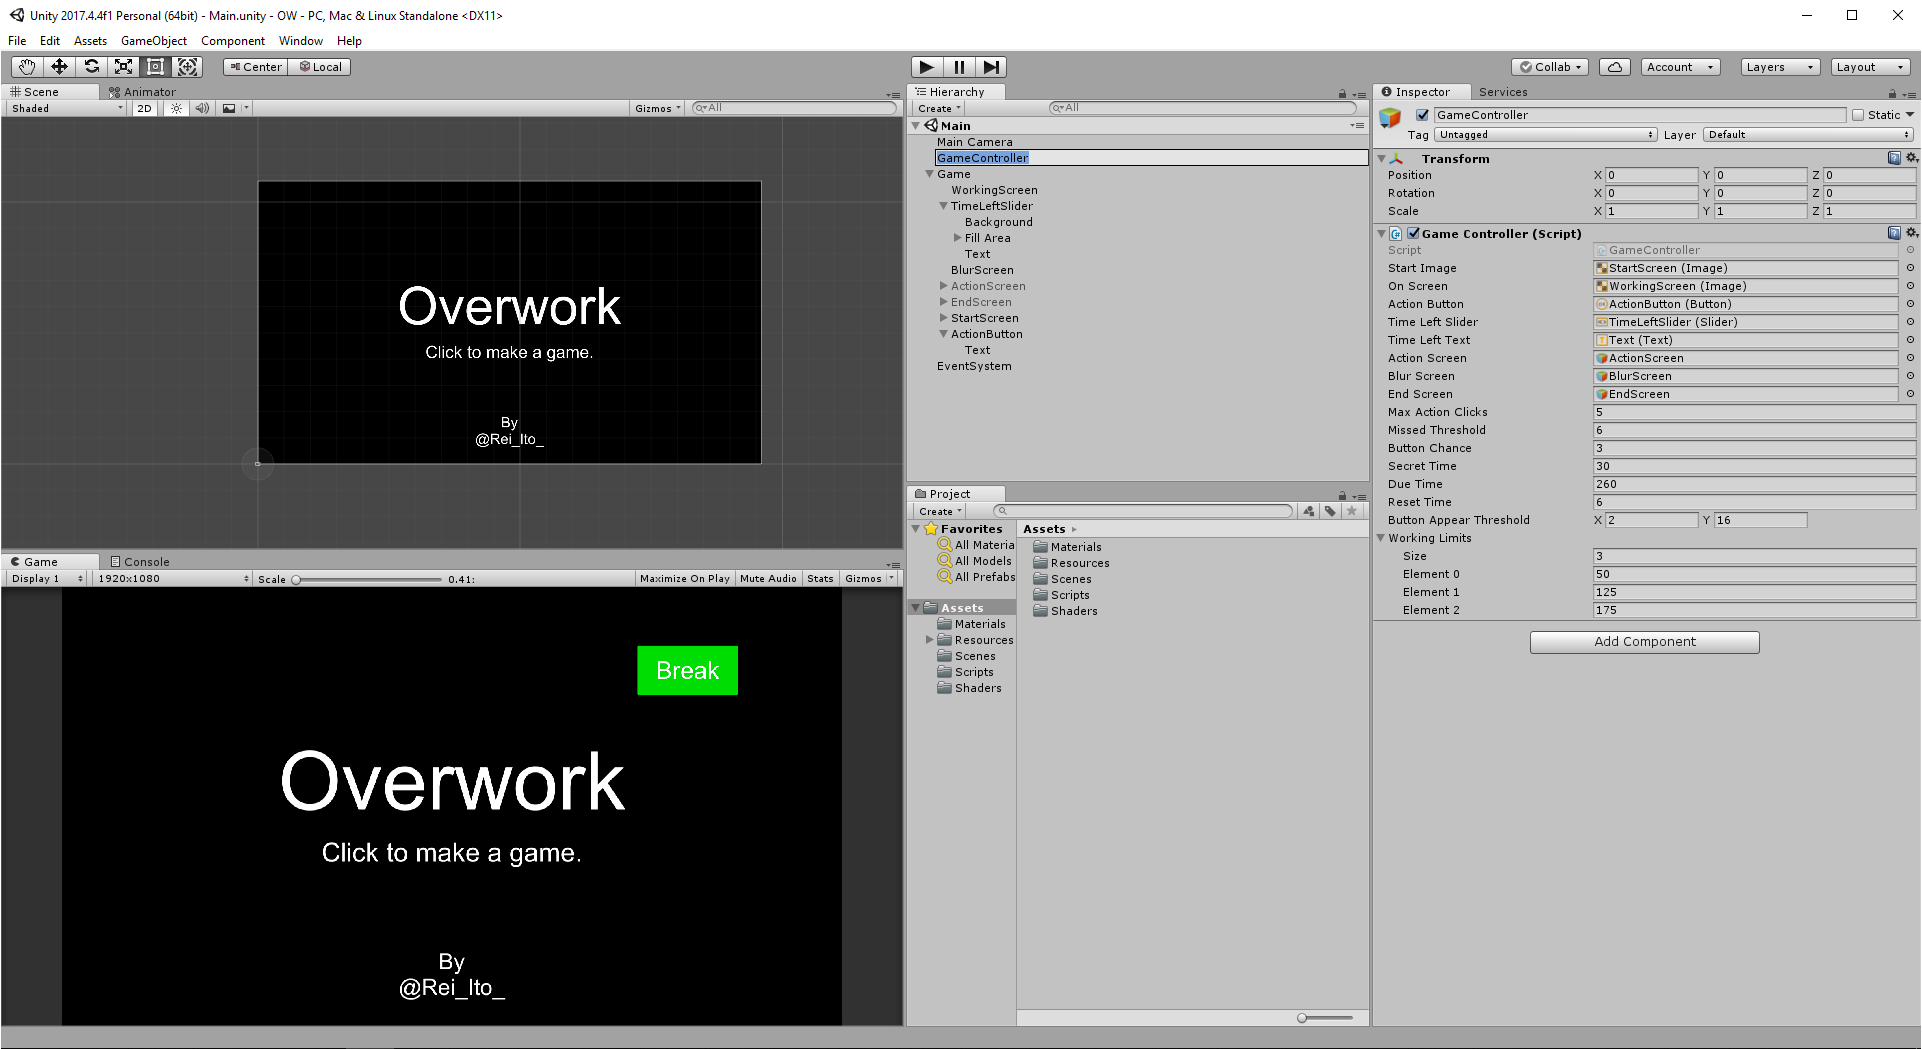 Unity 2017.4.4f1 Personal (64bit) - Main.unity - OW - PC, Mac & Linux Standalone <DX11>
File Edit Assets GameObject Component Window Help
Center Local
Collab Account Layers Layout
Scene Animator
Shaded 2D Gizmos All
Overwork
Click to make a game.
By
@Rei_Ito_
Game Console
Display 1 1920x1080 Scale 0.41: Maximize On Play Mute Audio Stats Gizmos
Break
Overwork
Click to make a game.
By
@Rei_Ito_
Hierarchy
Create All
Main
Main Camera
GameController
Game
WorkingScreen
TimeLeftSlider
Background
Fill Area
Text
BlurScreen
ActionScreen
EndScreen
StartScreen
ActionButton
Text
EventSystem
Project
Create
Favorites
All Materia
All Models
All Prefabs
Assets
Materials
Resources
Scenes
Scripts
Shaders
Assets
Materials
Resources
Scenes
Scripts
Shaders
Inspector Services
GameController Static
Tag Untagged Layer Default
Transform
Position X 0 Y 0 Z 0
Rotation X 0 Y 0 Z 0
Scale X 1 Y 1 Z 1
Game Controller (Script)
Script GameController
Start Image StartScreen (Image)
On Screen WorkingScreen (Image)
Action Button ActionButton (Button)
Time Left Slider TimeLeftSlider (Slider)
Time Left Text Text (Text)
Action Screen ActionScreen
Blur Screen BlurScreen
End Screen EndScreen
Max Action Clicks 5
Missed Threshold 6
Button Chance 3
Secret Time 30
Due Time 260
Reset Time 6
Button Appear Threshold X 2 Y 16
Working Limits
Size 3
Element 0 50
Element 1 125
Element 2 175
Add Component